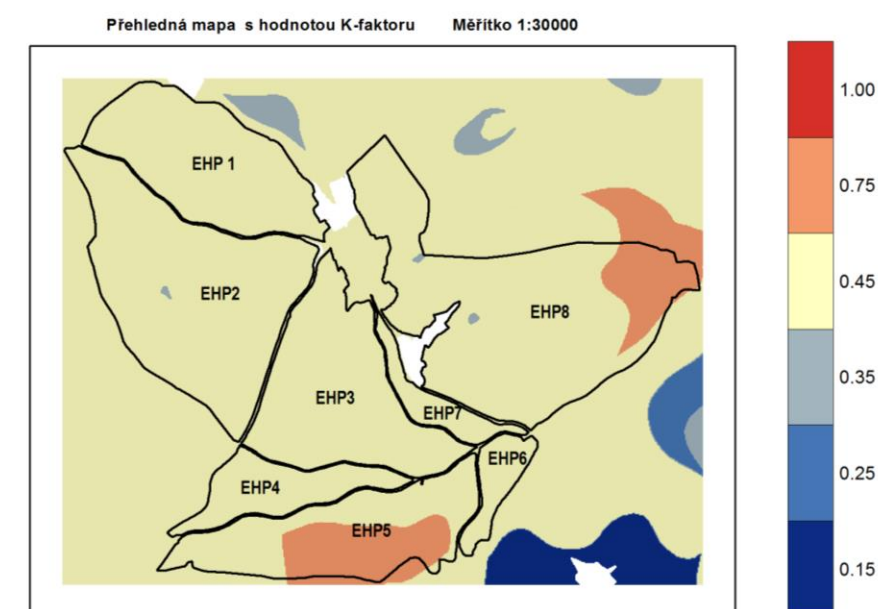 Přehledná mapa s hodnotou K-faktoru Měřítko 1:30000
1.00
EHP 1
0.75
EHP2
0.45
EHP8
0.35
EHP3
EHP7
EHP6
0.25
EHP4
EHP5
0.15